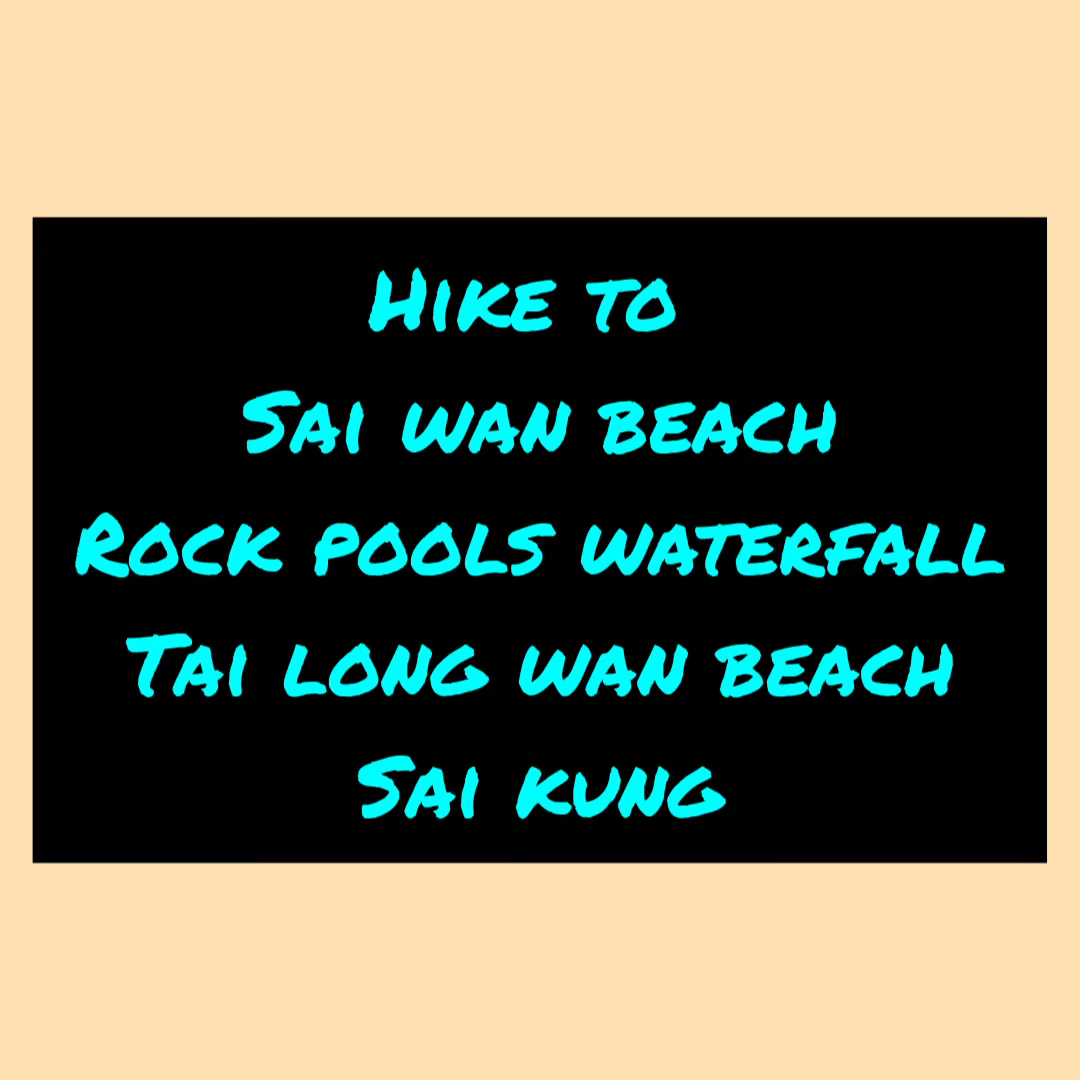 Hike to
Sai wan beach
Rock pools waterfall
Tai long wan beach
Sai kung